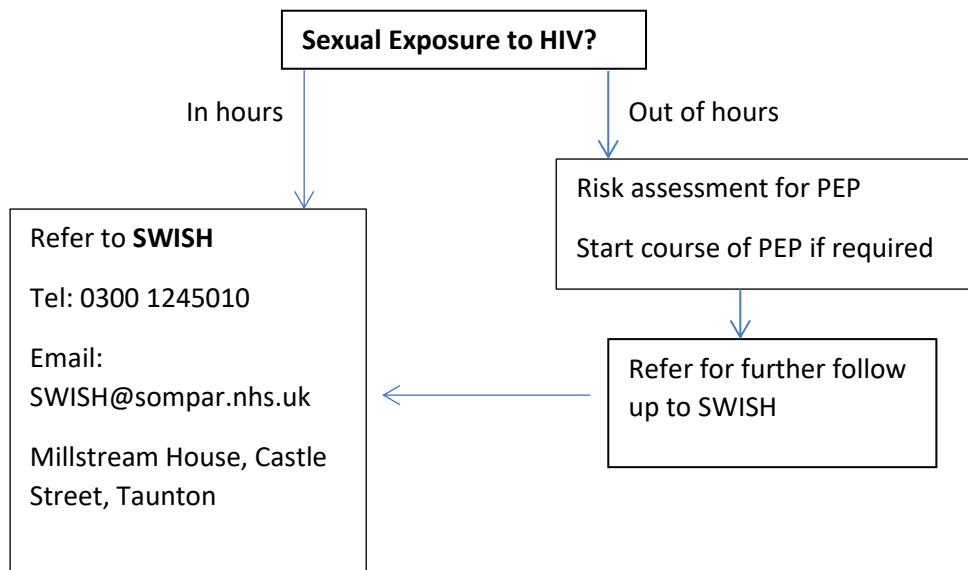 Sexual Exposure to HIV?
In hours
Out of hours
Risk assessment for PEP
Start course of PEP if required
Refer to SWISH
Tel: 0300 1245010
Email:
SWISH@sompar.nhs.uk
Millstream House, Castle
Street, Taunton
Refer for further follow
up to SWISH